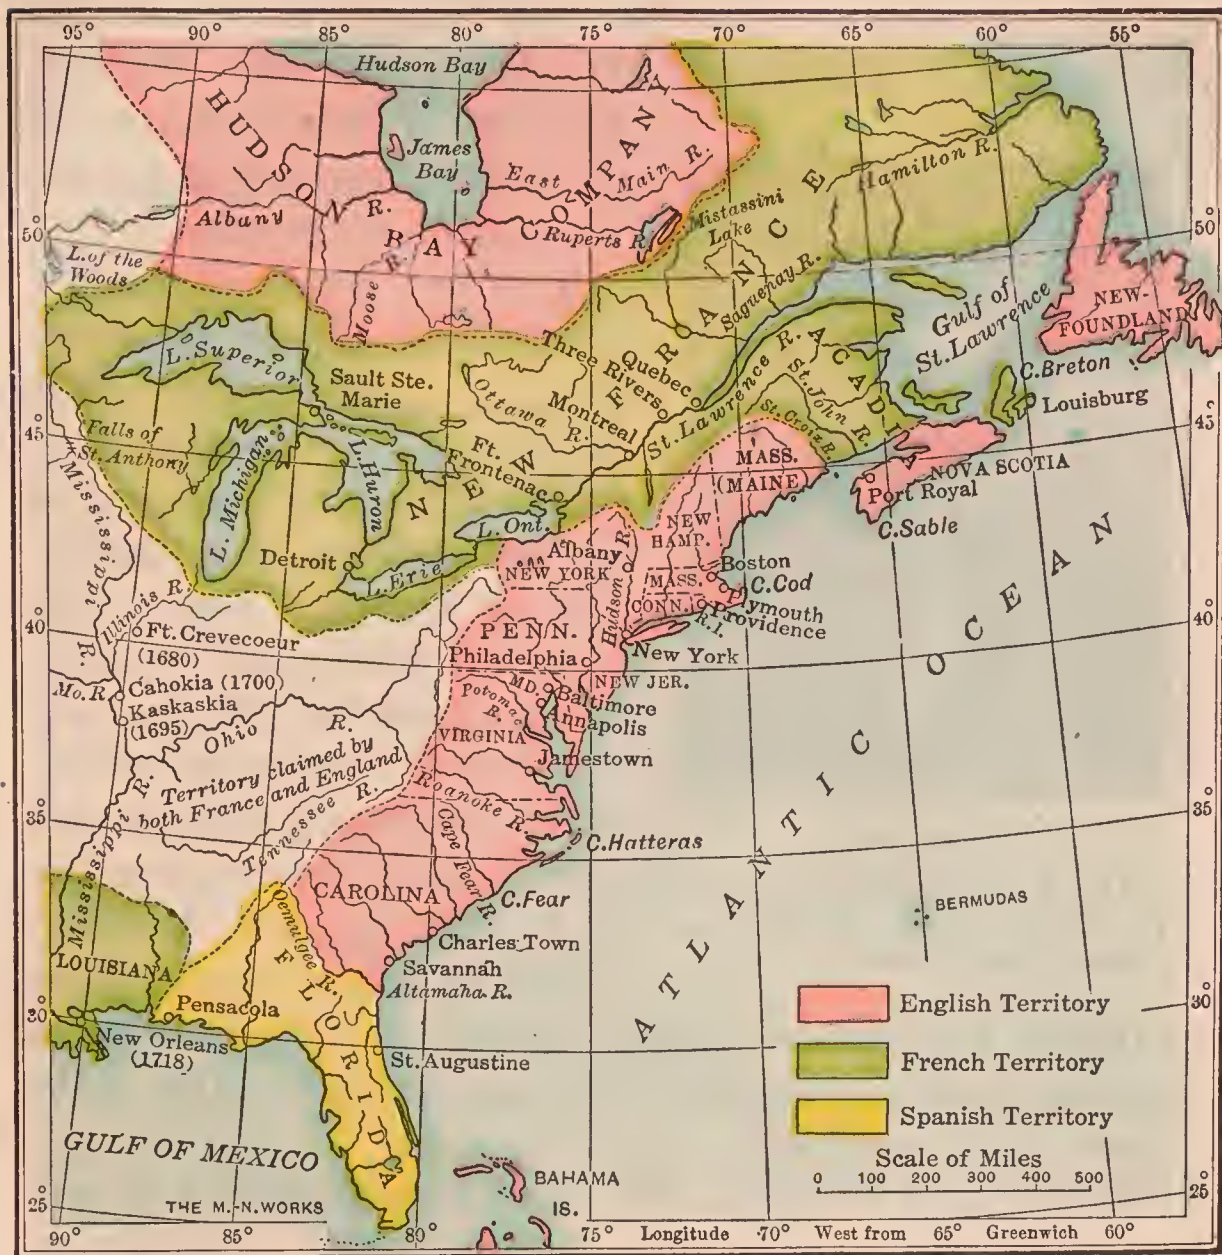 95° 90° 85° 80° 75° 70° 65° 60° 55°
Hudson Bay
HUDSON BAY COMPANY
James Bay
East Main R.
Hamilton R.
Albany R.
Ruperts R.
Mistassini
Lake
50°
50°
L. of the
Woods
Moose R.
Saguenay R.
Gulf of
St. Lawrence
NEW-
FOUNDLAND
NEW FRANCE
ACADIA
L. Superior
Three Rivers
Quebec
St. Lawrence R.
St. John R.
C. Breton
Sault Ste.
Marie
Ottawa R.
Montreal
St. Croix R.
Louisburg
45°
45°
Falls of
St. Anthony
L. Michigan
L. Huron
Ft.
Frontenac
MASS.
(MAINE
NOVA SCOTIA
Port Royal
C. Sable
Mississippi R.
L. Ont.
NEW
HAMP.
Detroit
L. Erie
Albany
NEW YORK
Hudson R.
MASS.
Boston
C. Cod
Plymouth
CONN.
R.I.
Providence
40°
40°
Illinois R.
Ft. Crevecoeur
(1680)
PENN.
Philadelphia
New York
Mo. R.
Cahokia (1700)
Kaskaskia
(1695)
NEW JER.
MD.
Baltimore
Potomac
R.
Annapolis
Ohio R.
VIRGINIA
Jamestown
Territory claimed by
both France and England
Roanoke R.
ATLANTIC OCEAN
35°
35°
Mississippi R.
Tennessee R.
Cape Fear R.
C. Hatteras
CAROLINA
C. Fear
BERMUDAS
Oemulgee R.
Charles Town
Savannah
Altamaha R.
LOUISIANA
FLORIDA
Pensacola
30°
30°
New Orleans
(1718)
St. Augustine
English Territory
French Territory
Spanish Territory
GULF OF MEXICO
Scale of Miles
0 100 200 300 400 500
BAHAMA
IS.
THE M.-N. WORKS
25°
25°
90° 85° 80° 75° Longitude 70° West from 65° Greenwich 60°